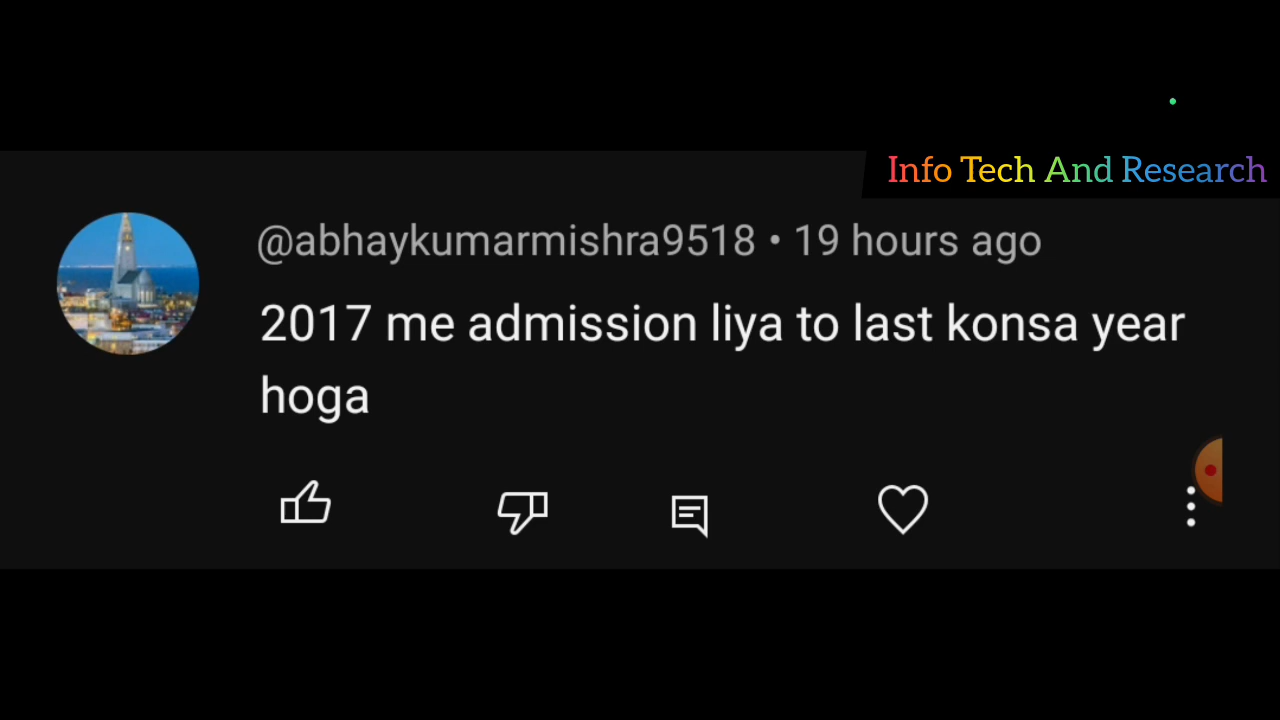 Info Tech And Research
@abhaykumarmishra9518 • 19 hours ago
2017 me admission liya to last konsa year
hoga